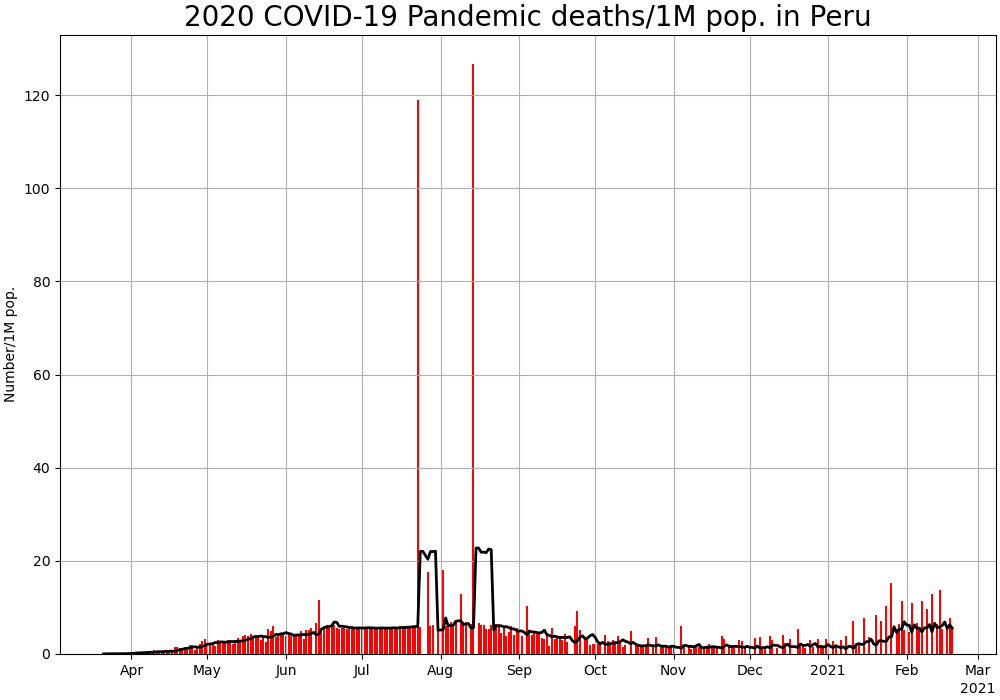 2020 COVID-19 Pandemic deaths/1M pop. in Peru
Number/1M pop.
120
100
80
60
40
20
0
Apr May Jun Jul Aug Sep Oct Nov Dec 2021 Feb Mar
2021